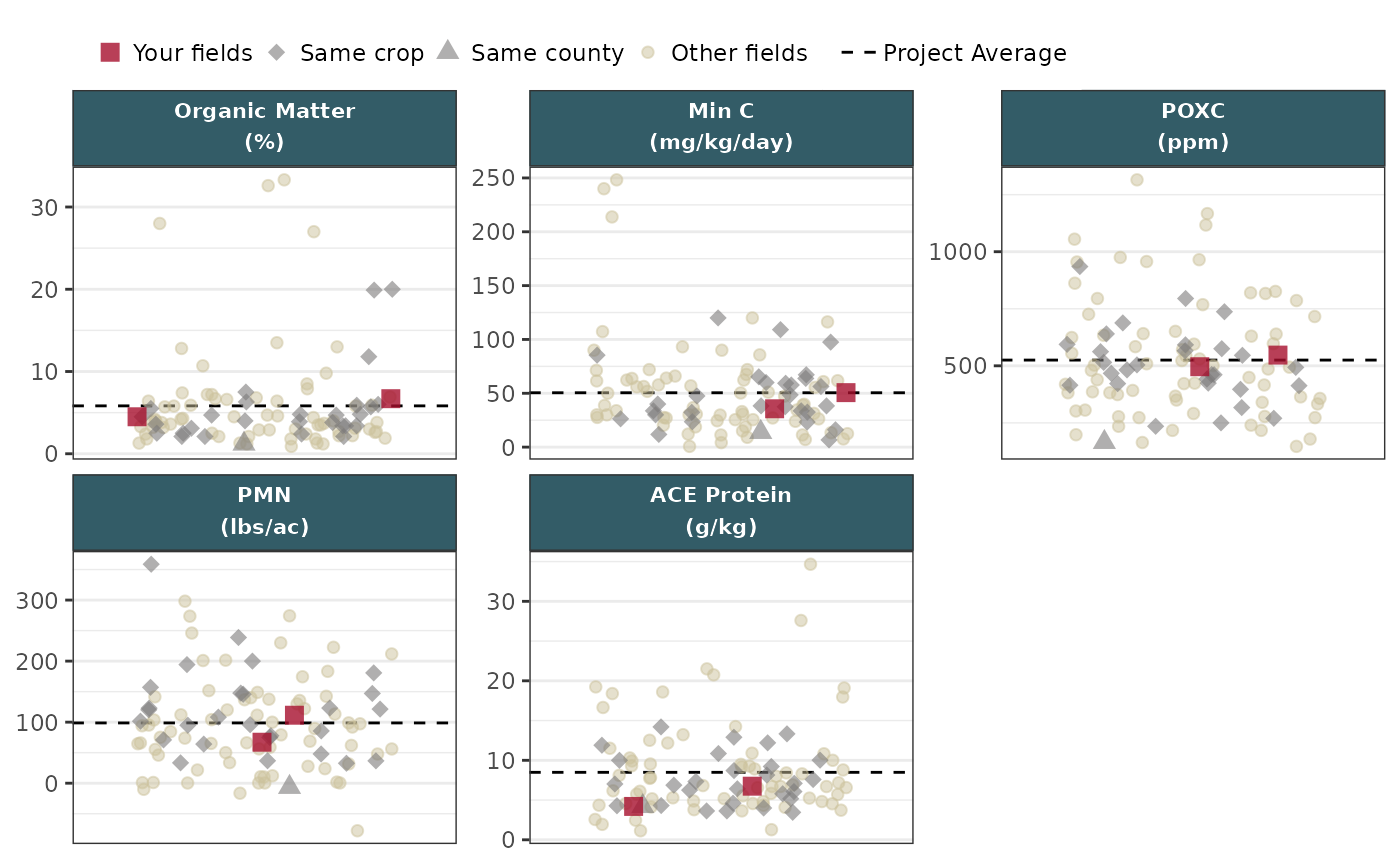 Your fields Same crop Same county Other fields Project Average
Organic Matter
(%)
30
20
10
0
Min C
(mg/kg/day)
250
200
150
100
50
0
POXC
(ppm)
1000
500
PMN
(lbs/ac)
300
200
100
0
ACE Protein
(g/kg)
30
20
10
0